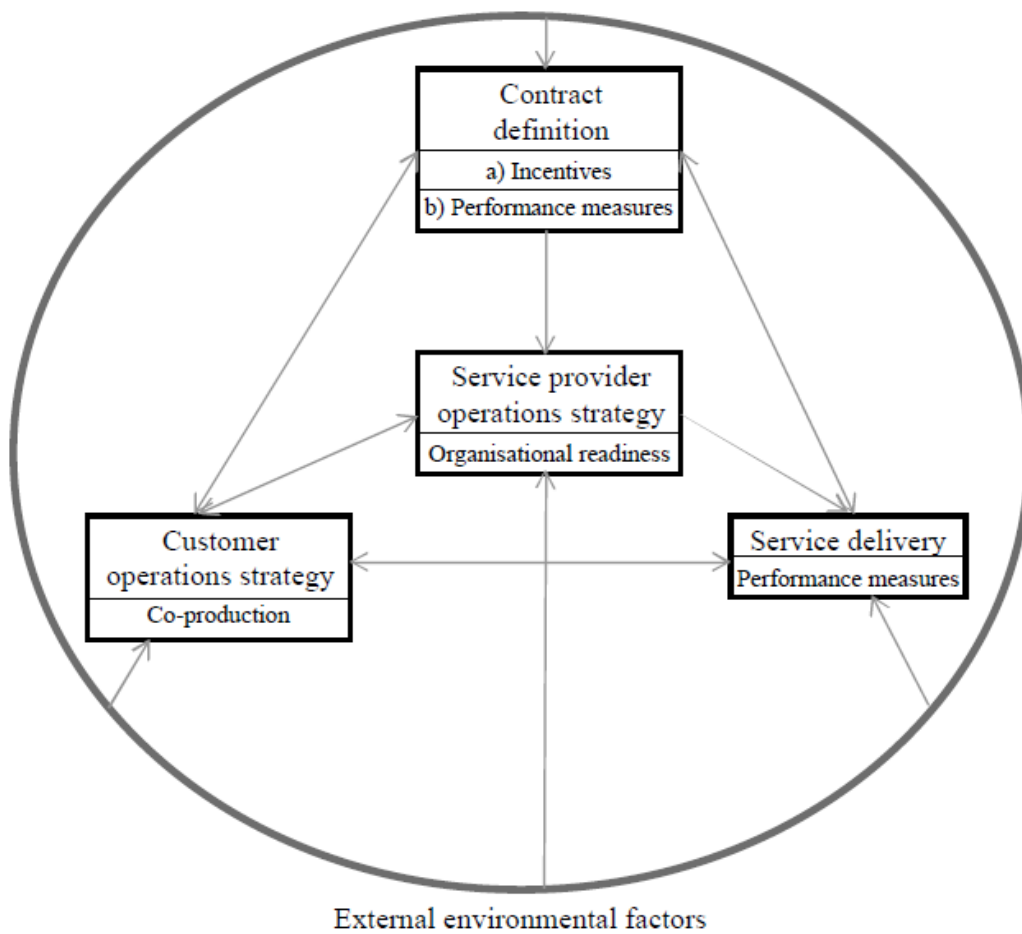 Contract
definition
a) Incentives
b) Performance measures
Service provider
operations strategy
Organisational readiness
Customer
operations strategy
Co-production
Service delivery
Performance measures
External environmental factors